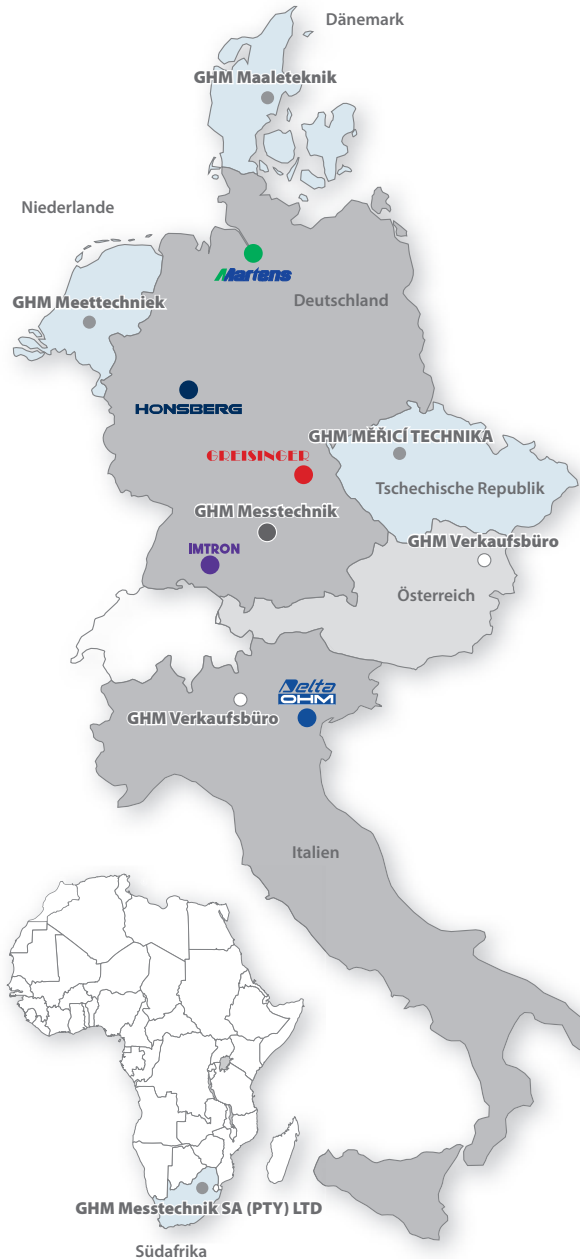 Dänemark
GHM Maaleteknik
Niederlande
Martens
Deutschland
GHM Meettechniek
HONSBERG
GHM MĚŘICÍ TECHNIKA
GREISINGER
Tschechische Republik
GHM Messtechnik
GHM Verkaufsbüro
IMTRON
Österreich
Delta
OHM
GHM Verkaufsbüro
Italien
GHM Messtechnik SA (PTY) LTD
Südafrika